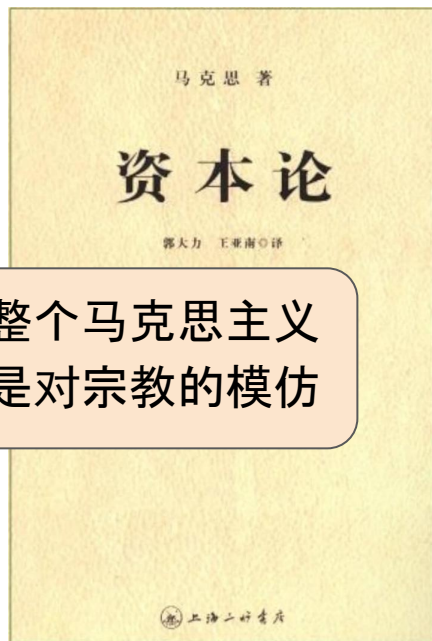 马克思 著
资本论
郭大力 王亚南◎译
整个马克思主义
是对宗教的模仿
上海三联书店